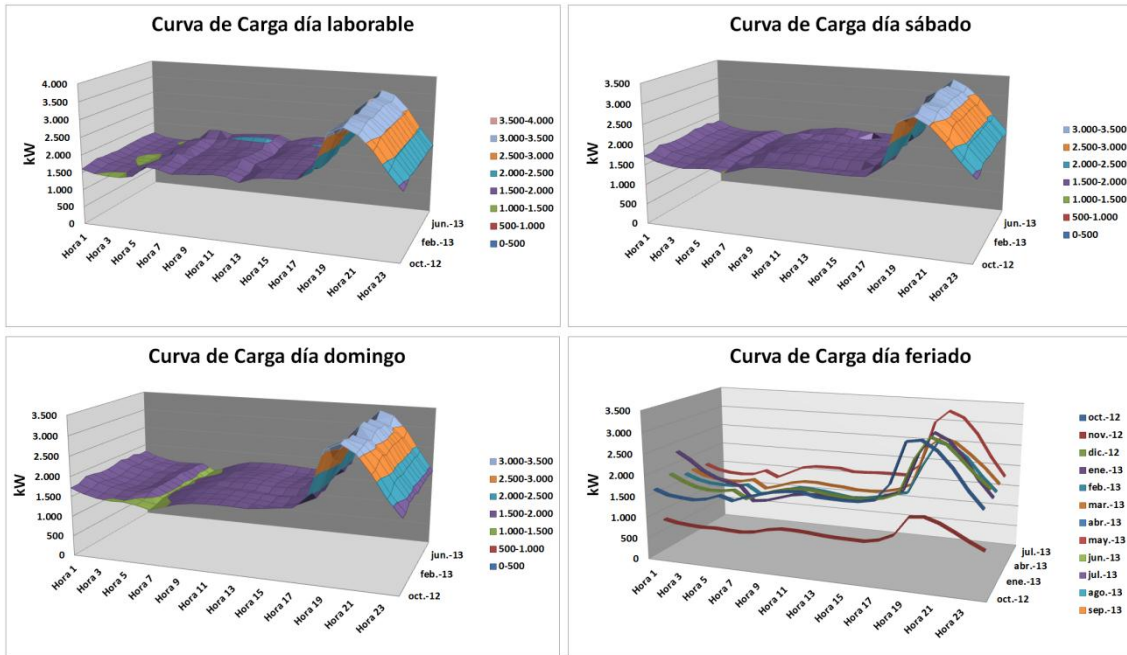 Curva de Carga día laborable
kW
4.000
3.500
3.000
2.500
2.000
1.500
1.000
500
0
Hora 1
Hora 3
Hora 5
Hora 7
Hora 9
Hora 11
Hora 13
Hora 15
Hora 17
Hora 19
Hora 21
Hora 23
jun.-13
feb.-13
oct.-12
3.500-4.000
3.000-3.500
2.500-3.000
2.000-2.500
1.500-2.000
1.000-1.500
500-1.000
0-500
Curva de Carga día sábado
kW
3.500
3.000
2.500
2.000
1.500
1.000
500
0
Hora 1
Hora 3
Hora 5
Hora 7
Hora 9
Hora 11
Hora 13
Hora 15
Hora 17
Hora 19
Hora 21
Hora 23
jun.-13
feb.-13
oct.-12
3.000-3.500
2.500-3.000
2.000-2.500
1.500-2.000
1.000-1.500
500-1.000
0-500
Curva de Carga día domingo
kW
3.500
3.000
2.500
2.000
1.500
1.000
500
0
Hora 1
Hora 3
Hora 5
Hora 7
Hora 9
Hora 11
Hora 13
Hora 15
Hora 17
Hora 19
Hora 21
Hora 23
jun.-13
feb.-13
oct.-12
3.000-3.500
2.500-3.000
2.000-2.500
1.500-2.000
1.000-1.500
500-1.000
0-500
Curva de Carga día feriado
kW
3.500
3.000
2.500
2.000
1.500
1.000
500
0
Hora 1
Hora 3
Hora 5
Hora 7
Hora 9
Hora 11
Hora 13
Hora 15
Hora 17
Hora 19
Hora 21
Hora 23
jul.-13
abr.-13
ene.-13
oct.-12
oct.-12
nov.-12
dic.-12
ene.-13
feb.-13
mar.-13
abr.-13
may.-13
jun.-13
jul.-13
ago.-13
sep.-13